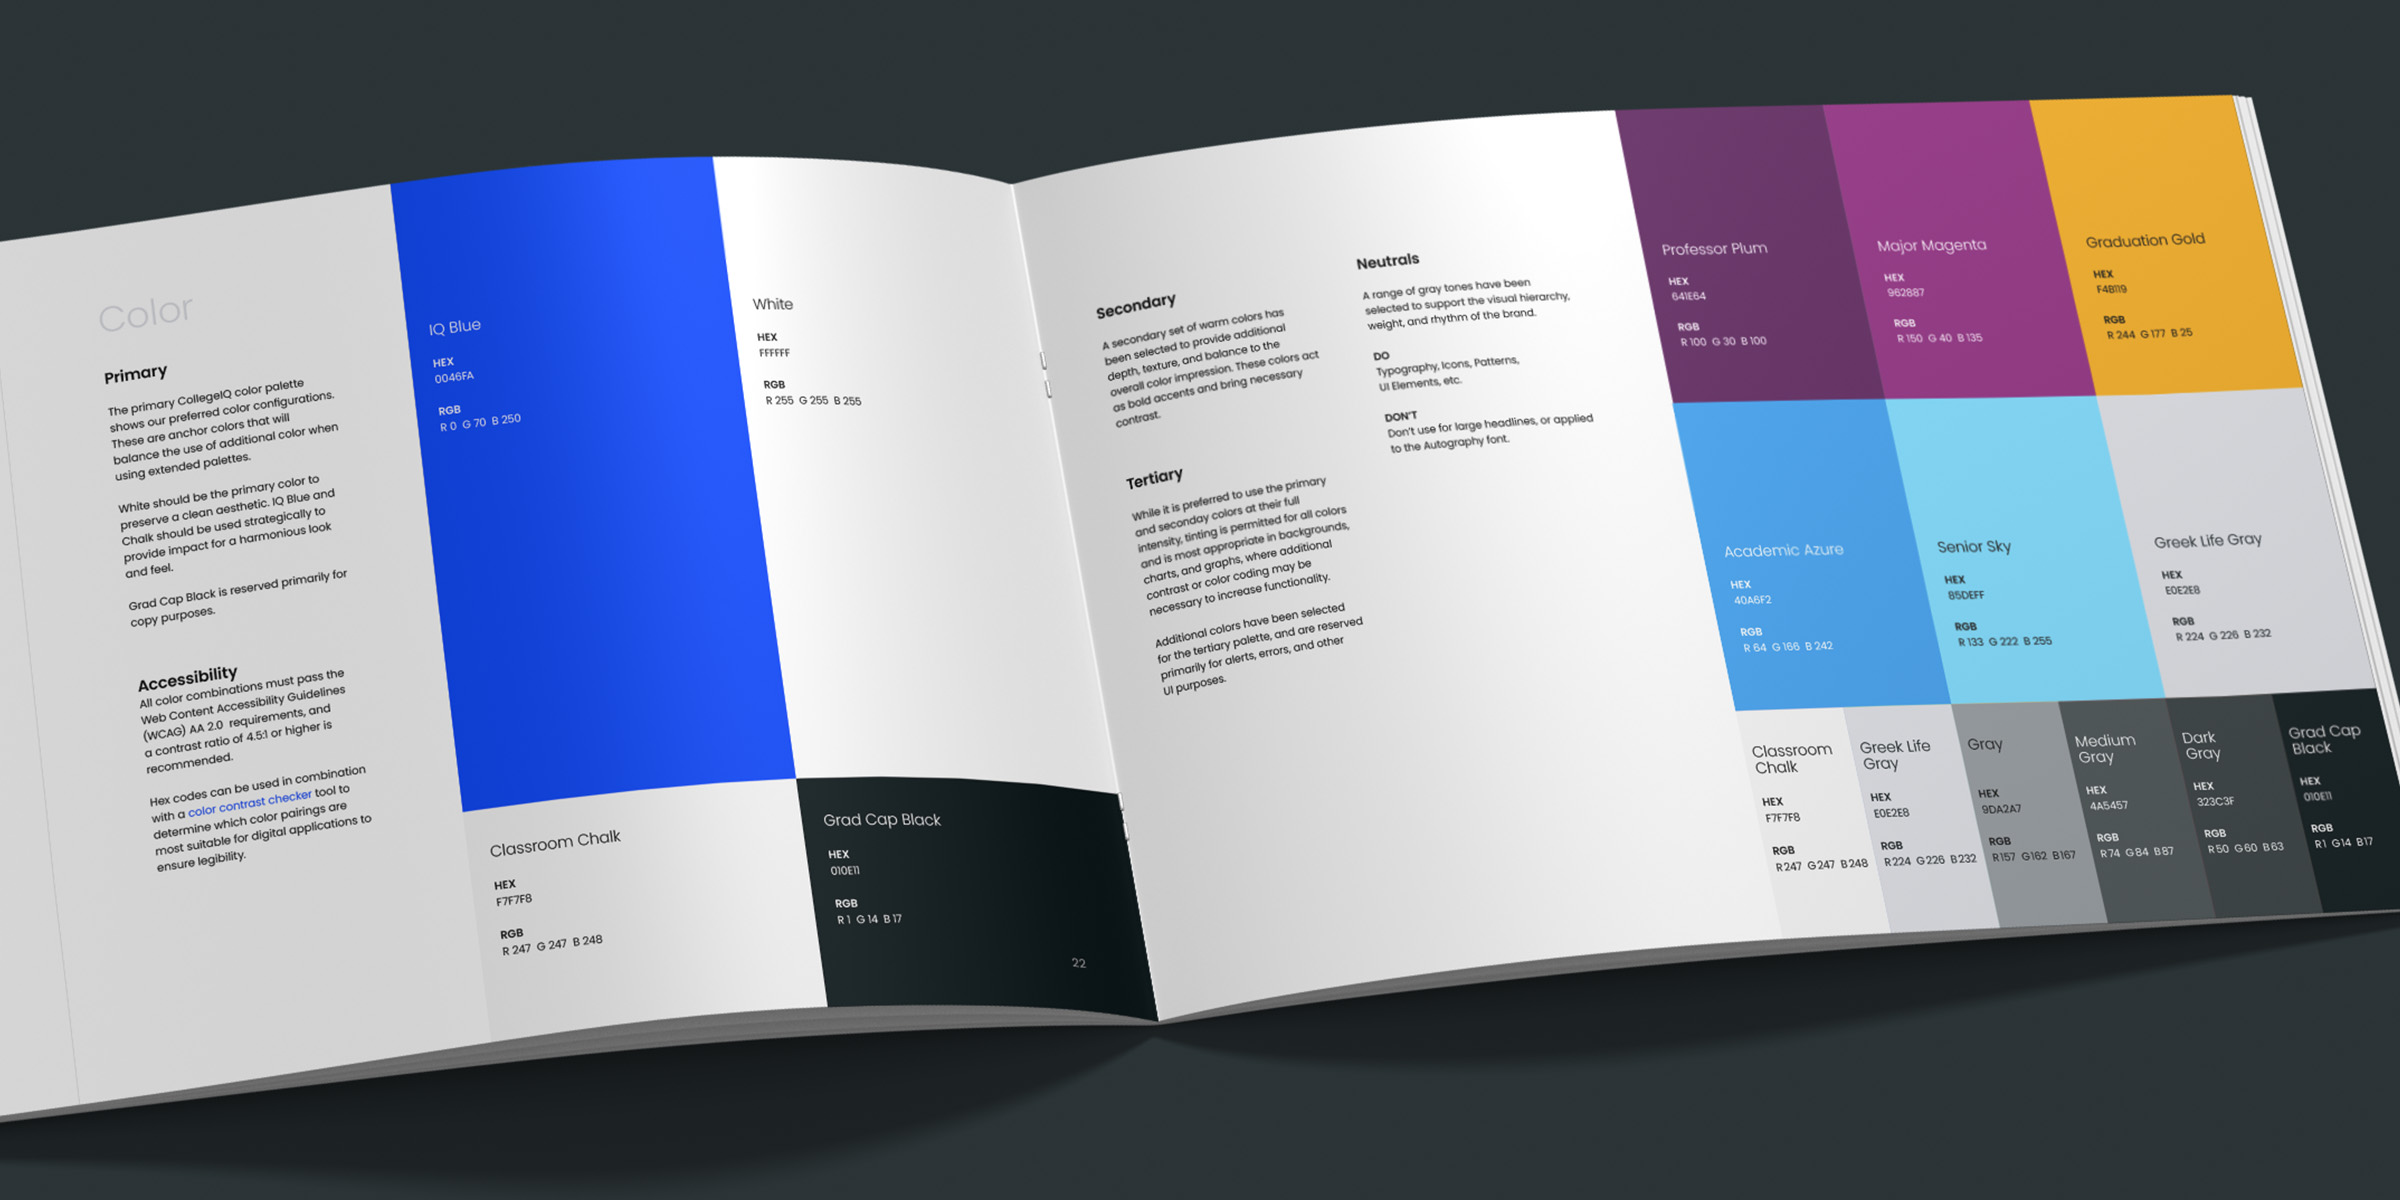 Color
Primary
The primary CollegeIQ color palette
shows our preferred color configurations.
These are anchor colors that will
balance the use of additional color when
using extended palettes.
White should be the primary color to
preserve a clean aesthetic. IQ Blue and
Chalk should be used strategically to
provide impact for a harmonious look
and feel.
Grad Cap Black is reserved primarily for
copy purposes.
Accessibility
All color combinations must pass the
Web Content Accessibility Guidelines
(WCAG) AA 2.0 requirements, and
a contrast ratio of 4.5:1 or higher is
recommended.
Hex codes can be used in combination
with a color contrast checker tool to
determine which color pairings are
most suitable for digital applications to
ensure legibility.
IQ Blue
HEX
0046FA
RGB
R 0 G 70 B 250
White
HEX
FFFFFF
RGB
R 255 G 255 B 255
Classroom Chalk
HEX
F7F7F8
RGB
R 247 G 247 B 248
Grad Cap Black
HEX
010E11
RGB
R 1 G 14 B 17
22
Secondary
A secondary set of warm colors has
been selected to provide additional
depth, texture, and balance to the
overall color impression. These colors act
as bold accents and bring necessary
contrast.
Tertiary
While it is preferred to use the primary
and seconday colors at their full
intensity, tinting is permitted for all colors
and is most appropriate in backgrounds,
charts, and graphs, where additional
contrast or color coding may be
necessary to increase functionality.
Additional colors have been selected
for the tertiary palette, and are reserved
primarily for alerts, errors, and other
UI purposes.
Neutrals
A range of gray tones have been
selected to support the visual hierarchy,
weight, and rhythm of the brand.
DO
Typography, Icons, Patterns,
UI Elements, etc.
DON'T
Don't use for large headlines, or applied
to the Autography font.
Professor Plum
HEX
641E64
RGB
R 100 G 30 B 100
Major Magenta
HEX
962887
RGB
R 150 G 40 B 135
Graduation Gold
HEX
F4B119
RGB
R 244 G 177 B 25
Academic Azure
HEX
40A6F2
RGB
R 64 G 166 B 242
Senior Sky
HEX
85DEFF
RGB
R 133 G 222 B 255
Greek Life Gray
HEX
E0E2E8
RGB
R 224 G 226 B 232
Classroom
Chalk
HEX
F7F7F8
RGB
R247 G247 B248
Greek Life
Gray
HEX
E0E2E8
RGB
R224 G226 B232
Gray
HEX
9DA2A7
RGB
R157 G162 B167
Medium
Gray
HEX
4A5457
RGB
R74 G84 B87
Dark
Gray
HEX
323C3F
RGB
R50 G60 B63
Grad Cap
Black
HEX
010E11
RGB
R1 G14 B17